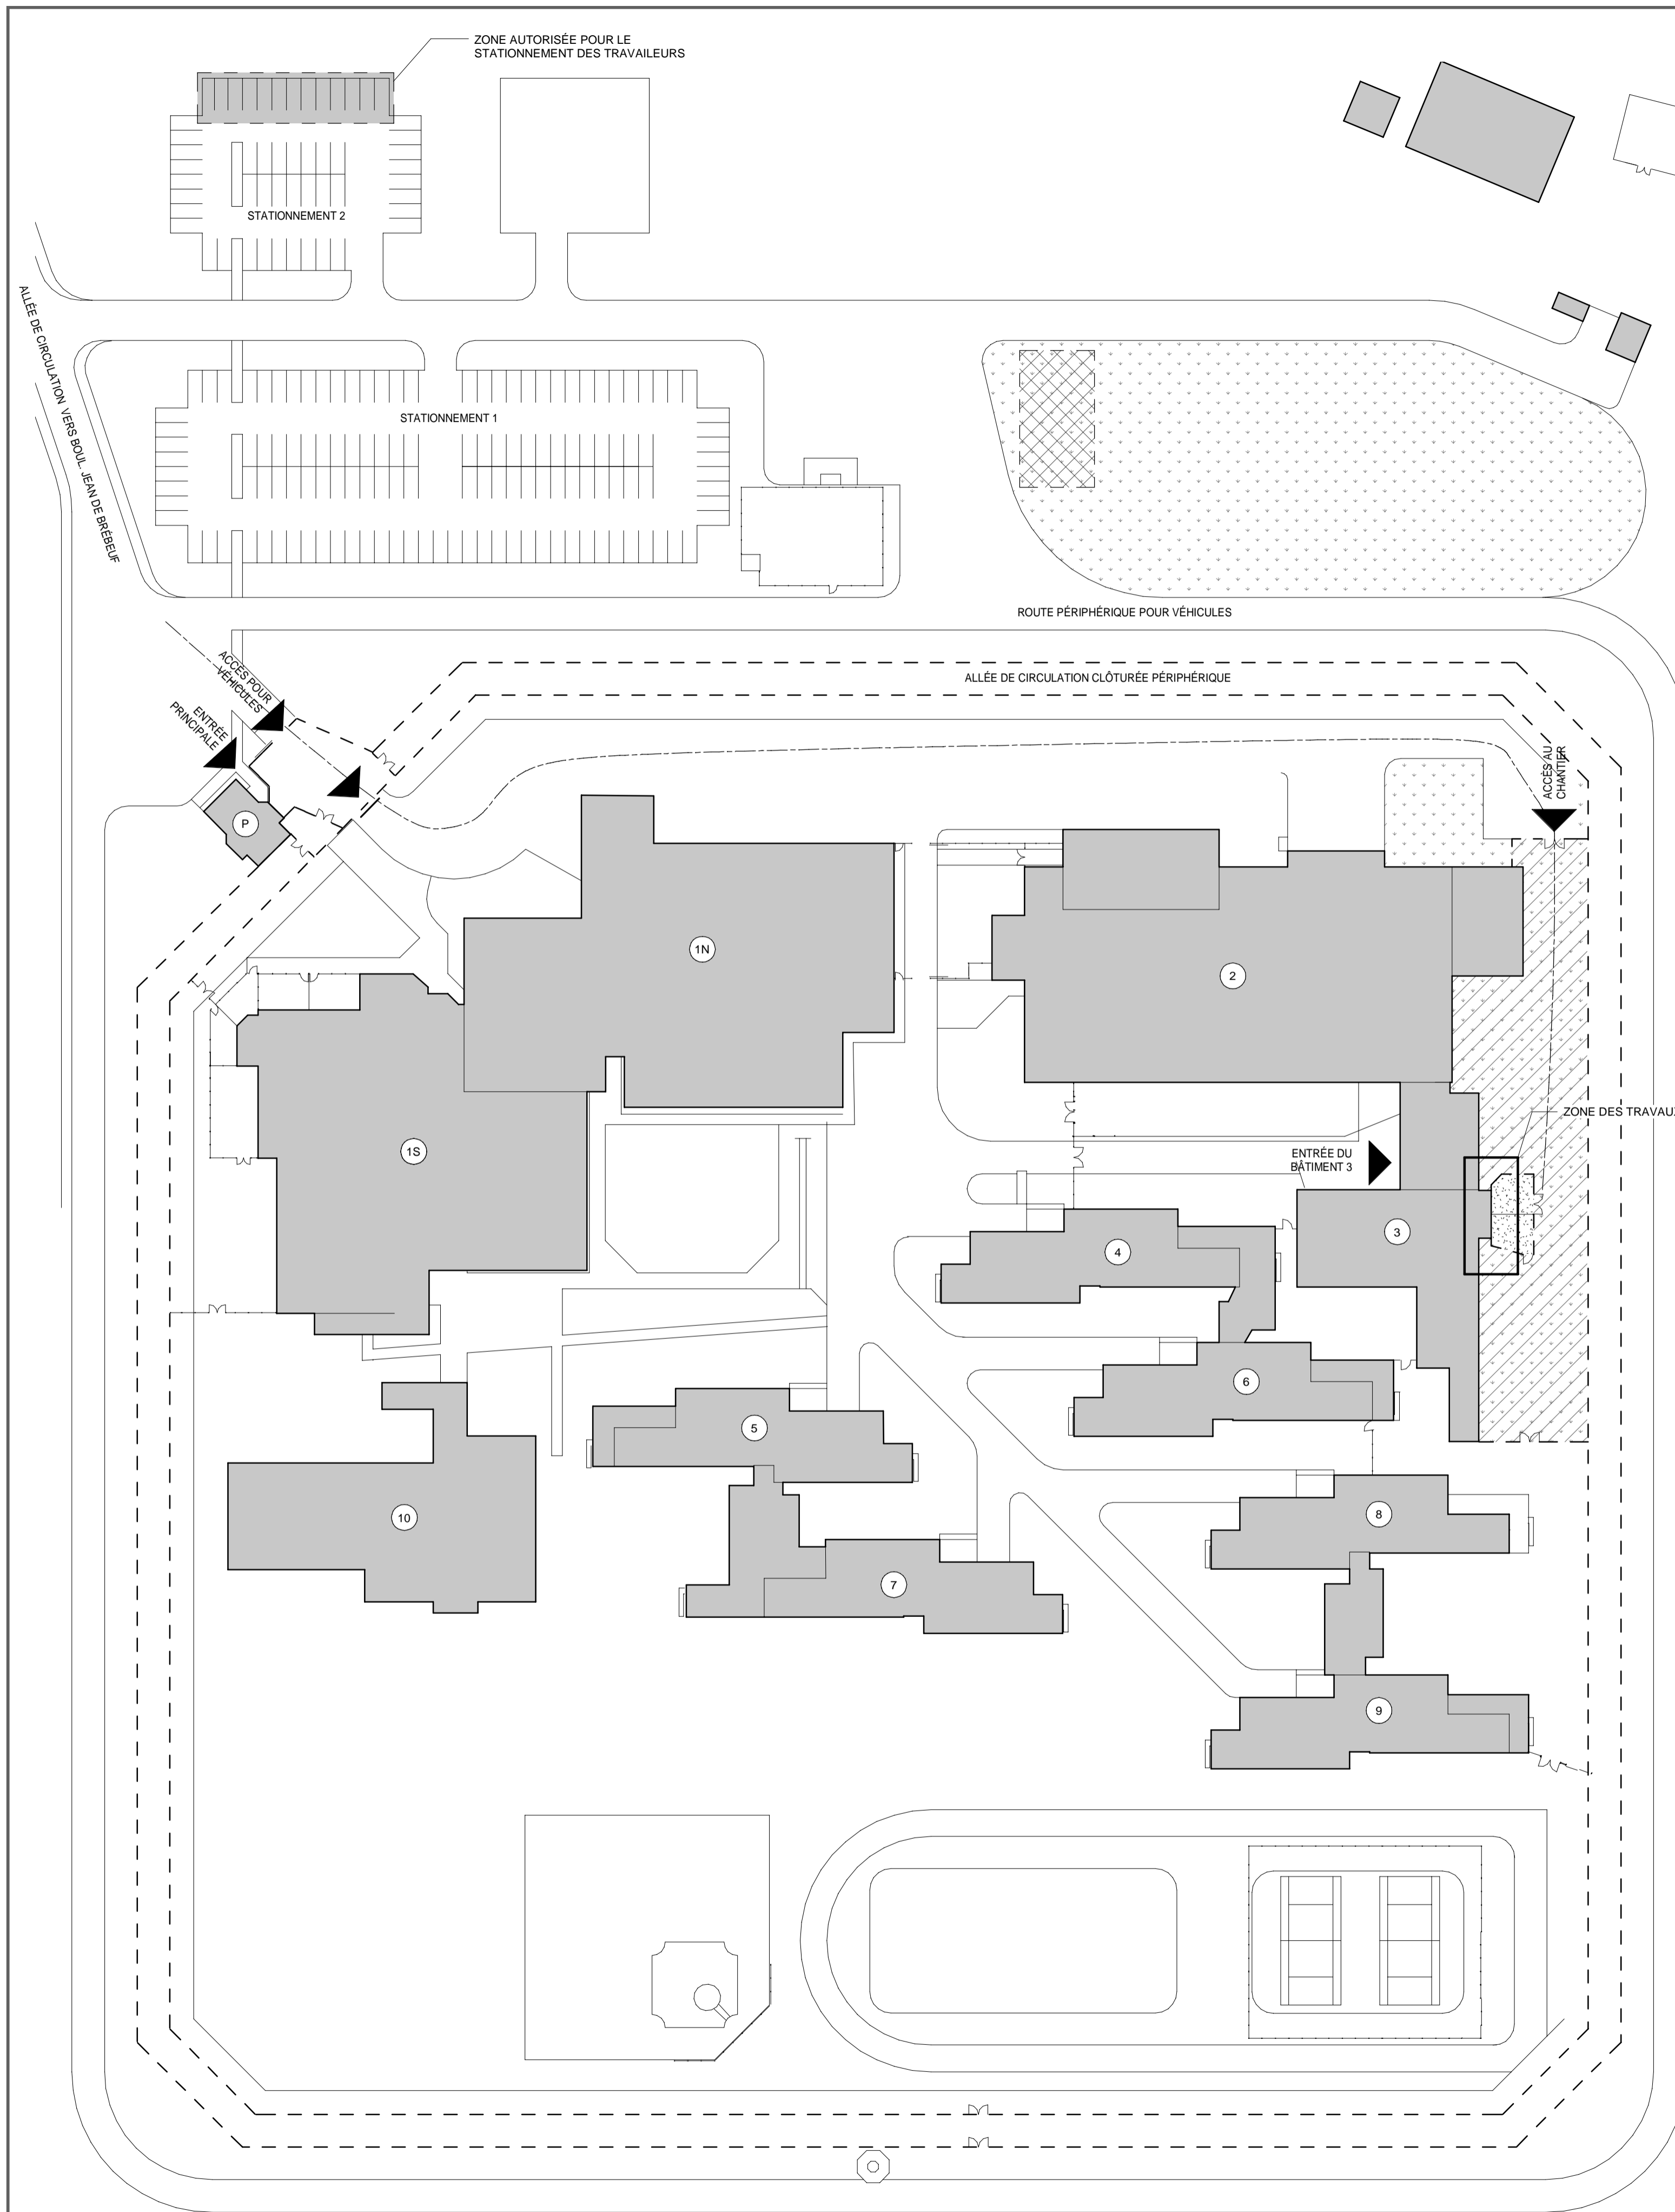 ZONE AUTORISÉE POUR LE
STATIONNEMENT DES TRAVAILEURS
STATIONNEMENT 2
ALLÉE DE CIRCULATION VERS BOUL. JEAN DE BRÉBEUF
STATIONNEMENT 1
ROUTE PÉRIPHÉRIQUE POUR VÉHICULES
ACCÈS POUR
VÉHICULES
ALLÉE DE CIRCULATION CLÔTURÉE PÉRIPHÉRIQUE
ENTRÉE
PRINCIPALE
ACCÈS AU
CHANTIER
P
1N
2
ZONE DES TRAVAUX
1S
ENTRÉE DU
BÂTIMENT 3
3
4
6
5
8
10
7
9